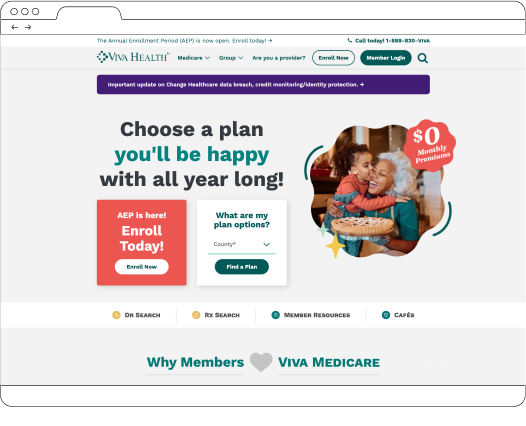 The Annual Enrollment Period (AEP) is now open. Enroll today! →
Call today! 1-888-830-VIVA
VIVA HEALTH®
Medicare
Group
Are you a provider?
Enroll Now
Member Login
Important update on Change Healthcare data breach, credit monitoring/identity protection. →
Choose a plan
you'll be happy
with all year long!
$0
Monthly
Premiums
AEP is here!
Enroll
Today!
Enroll Now
What are my
plan options?
County*
Find a Plan
DR SEARCH
RX SEARCH
MEMBER RESOURCES
CAFÉS
Why Members
VIVA MEDICARE